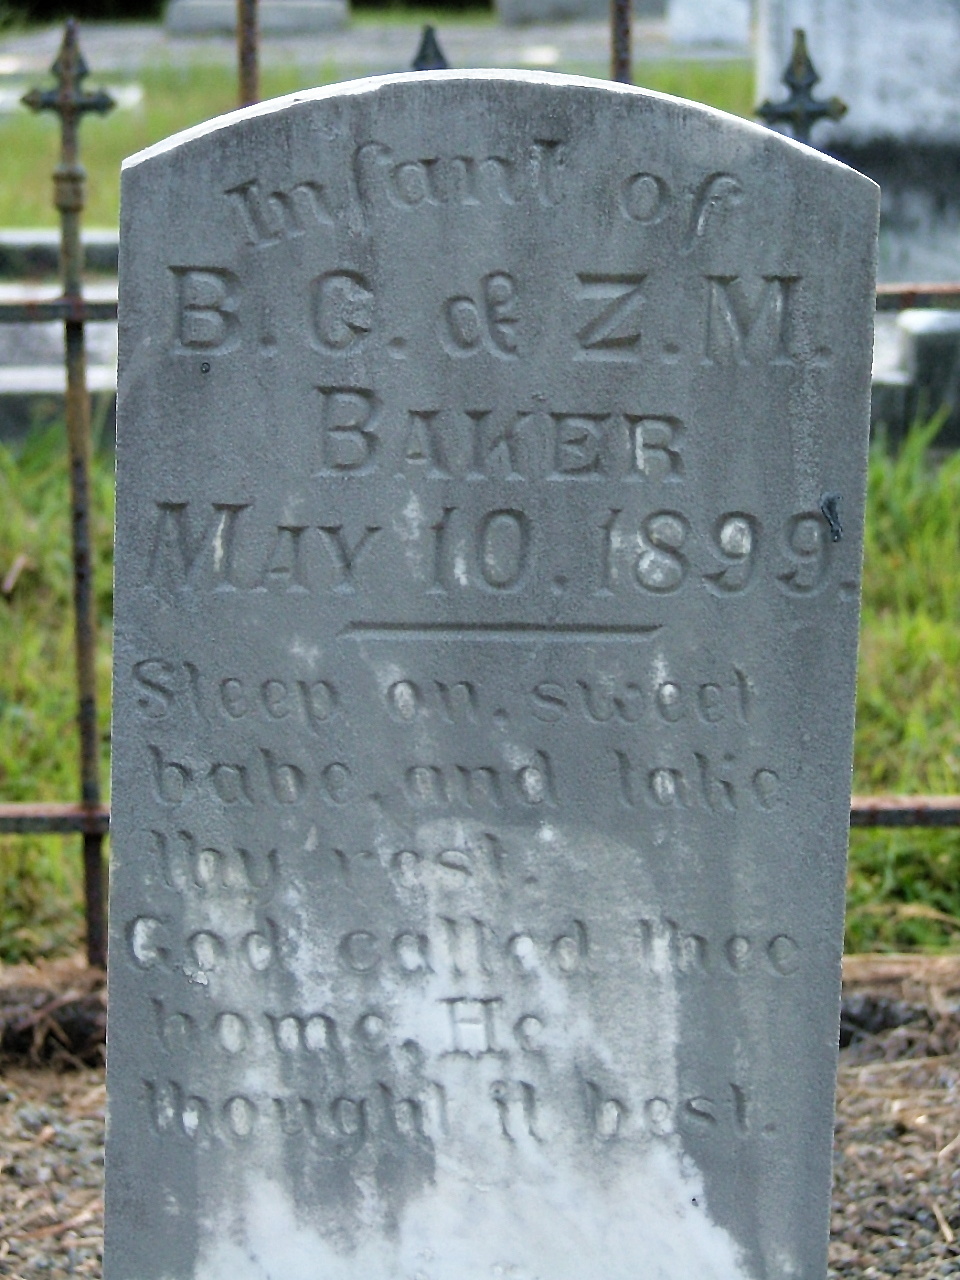 Infant of
B. C. & Z. M.
BAKER
MAY 10. 1899.
Sleep on, sweet
babe, and take
thy rest.
God called thee
home, He
thought it best.